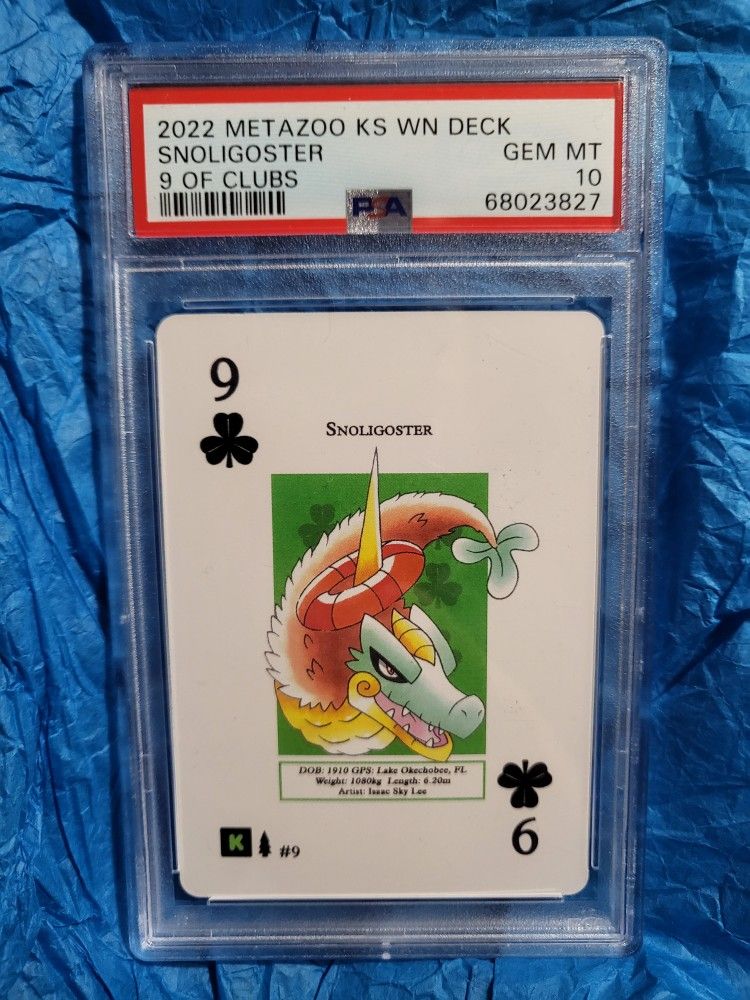 2022 METAZOO KS WN DECK
SNOLIGOSTER GEM MT
9 OF CLUBS 10
PSA 68023827
9
SNOLIGOSTER
DOB: 1910 GPS: Lake Okechobee, FL
Weight: 1080kg Length: 6.20m
Artist: Isaac Sky Lee
K #9
9